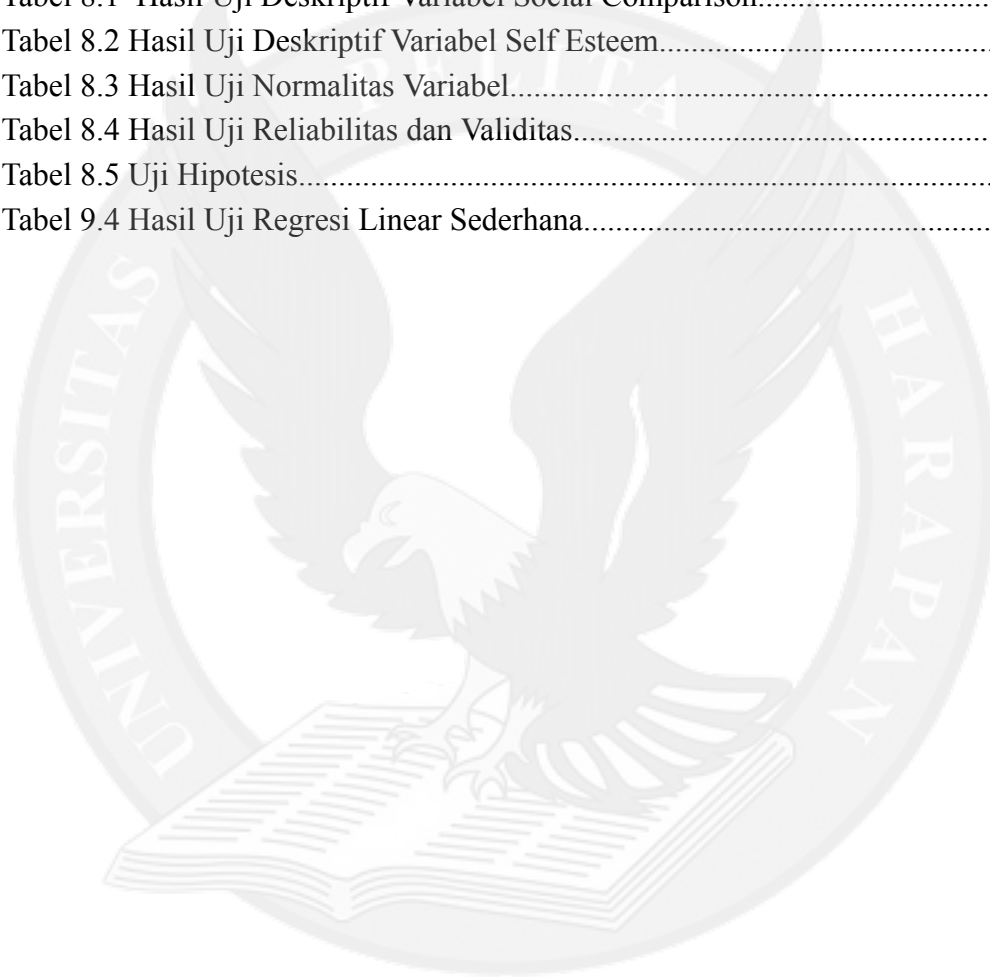 Tabel 8.1 Hasil Uji Deskriptif Variabel Social Comparison.............................
Tabel 8.2 Hasil Uji Deskriptif Variabel Self Esteem..........................................
Tabel 8.3 Hasil Uji Normalitas Variabel.............................................................
Tabel 8.4 Hasil Uji Reliabilitas dan Validitas.....................................................
Tabel 8.5 Uji Hipotesis........................................................................................
Tabel 9.4 Hasil Uji Regresi Linear Sederhana....................................................
UNIVERSITAS PELITA HARAPAN